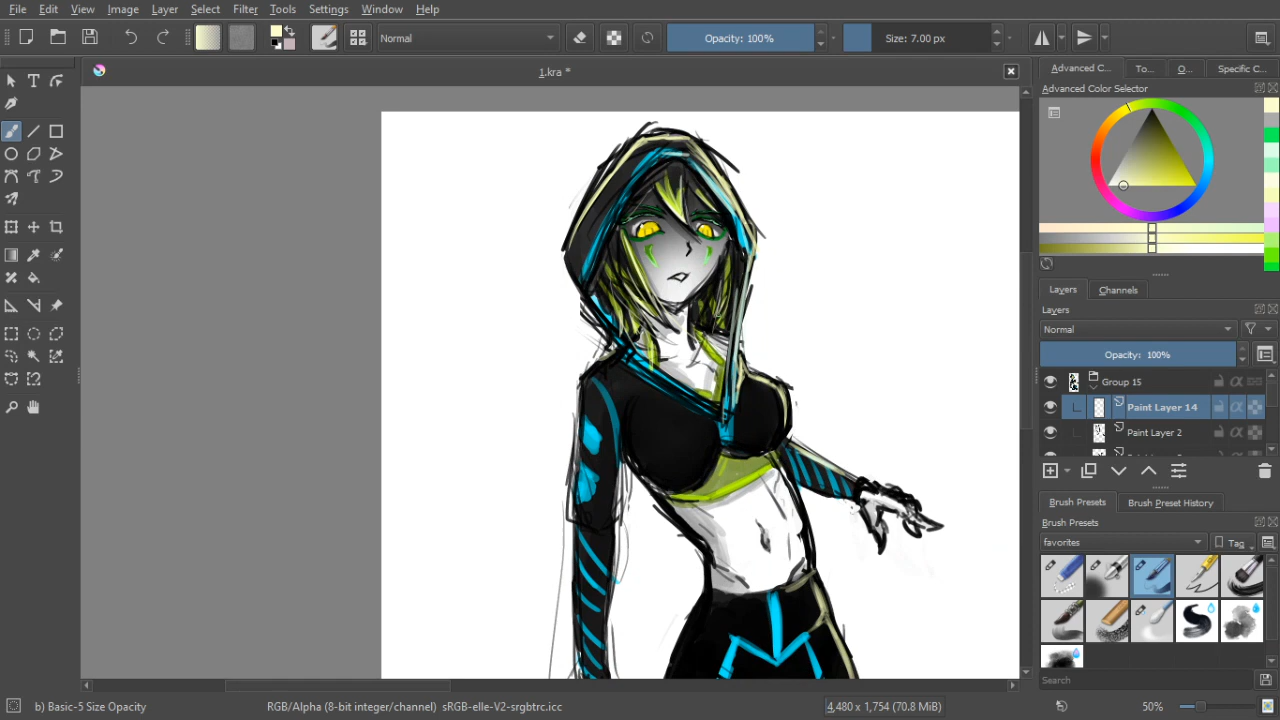 File Edit View Image Layer Select Filter Tools Settings Window Help
Normal Opacity: 100% Size: 7.00 px
1.kra *
Advanced C... To... O... Specific C...
Advanced Color Selector
Layers Channels
Layers
Normal
Opacity: 100%
Group 15
Paint Layer 14
Paint Layer 2
Brush Presets Brush Preset History
Brush Presets
favorites Tag
Search
b) Basic-5 Size Opacity RGB/Alpha (8-bit integer/channel) sRGB-elle-V2-srgbtrc.icc 4,480 x 1,754 (70.8 MiB) 50%